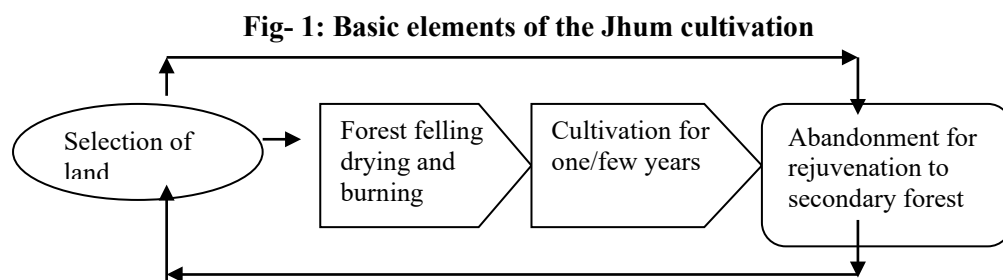 Fig- 1: Basic elements of the Jhum cultivation
Selection of
land
Forest felling
drying and
burning
Cultivation for
one/few years
Abandonment for
rejuvenation to
secondary forest